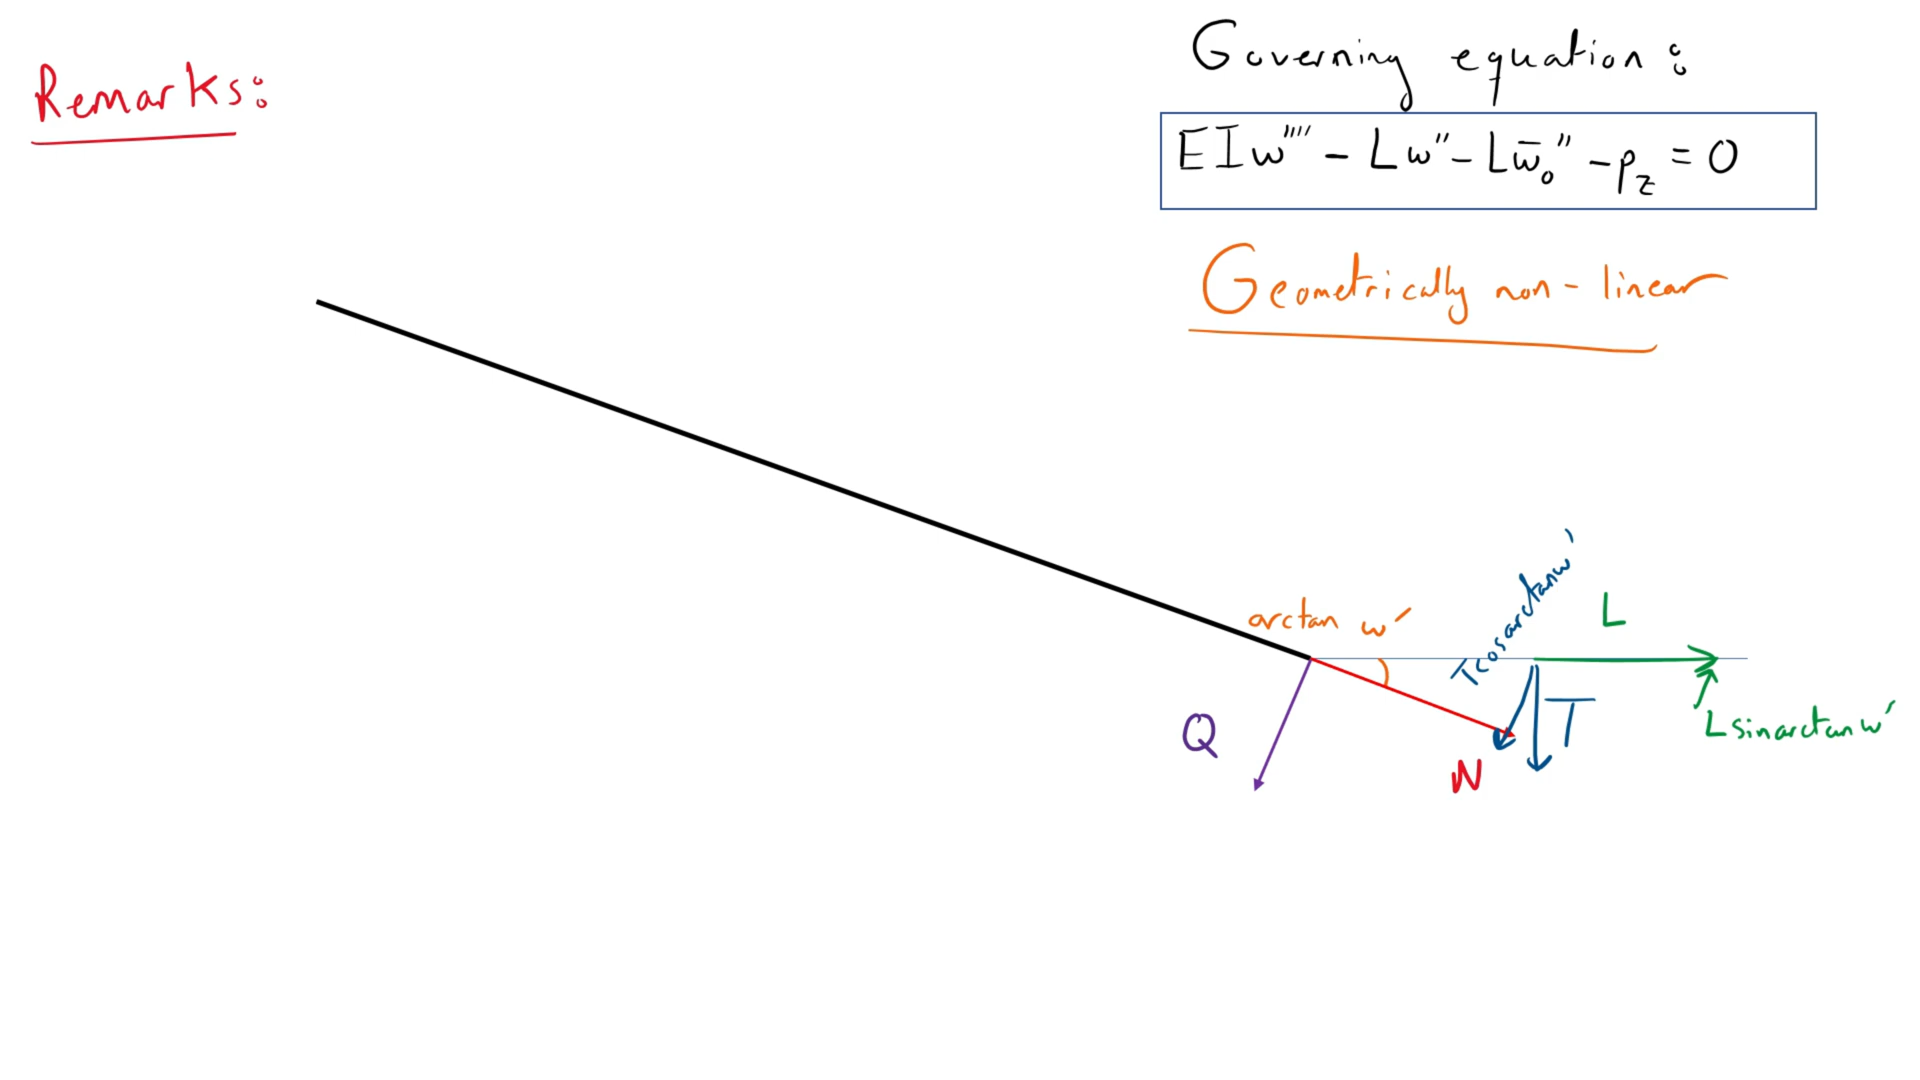 Remarks:
Governing equation:
EIw'''' - Lw'' - Lw̄₀'' - p_z = 0
Geometrically non-linear
Tcosarctanw'
arctan w'
L
Q
T
Lsinarctanw'
N